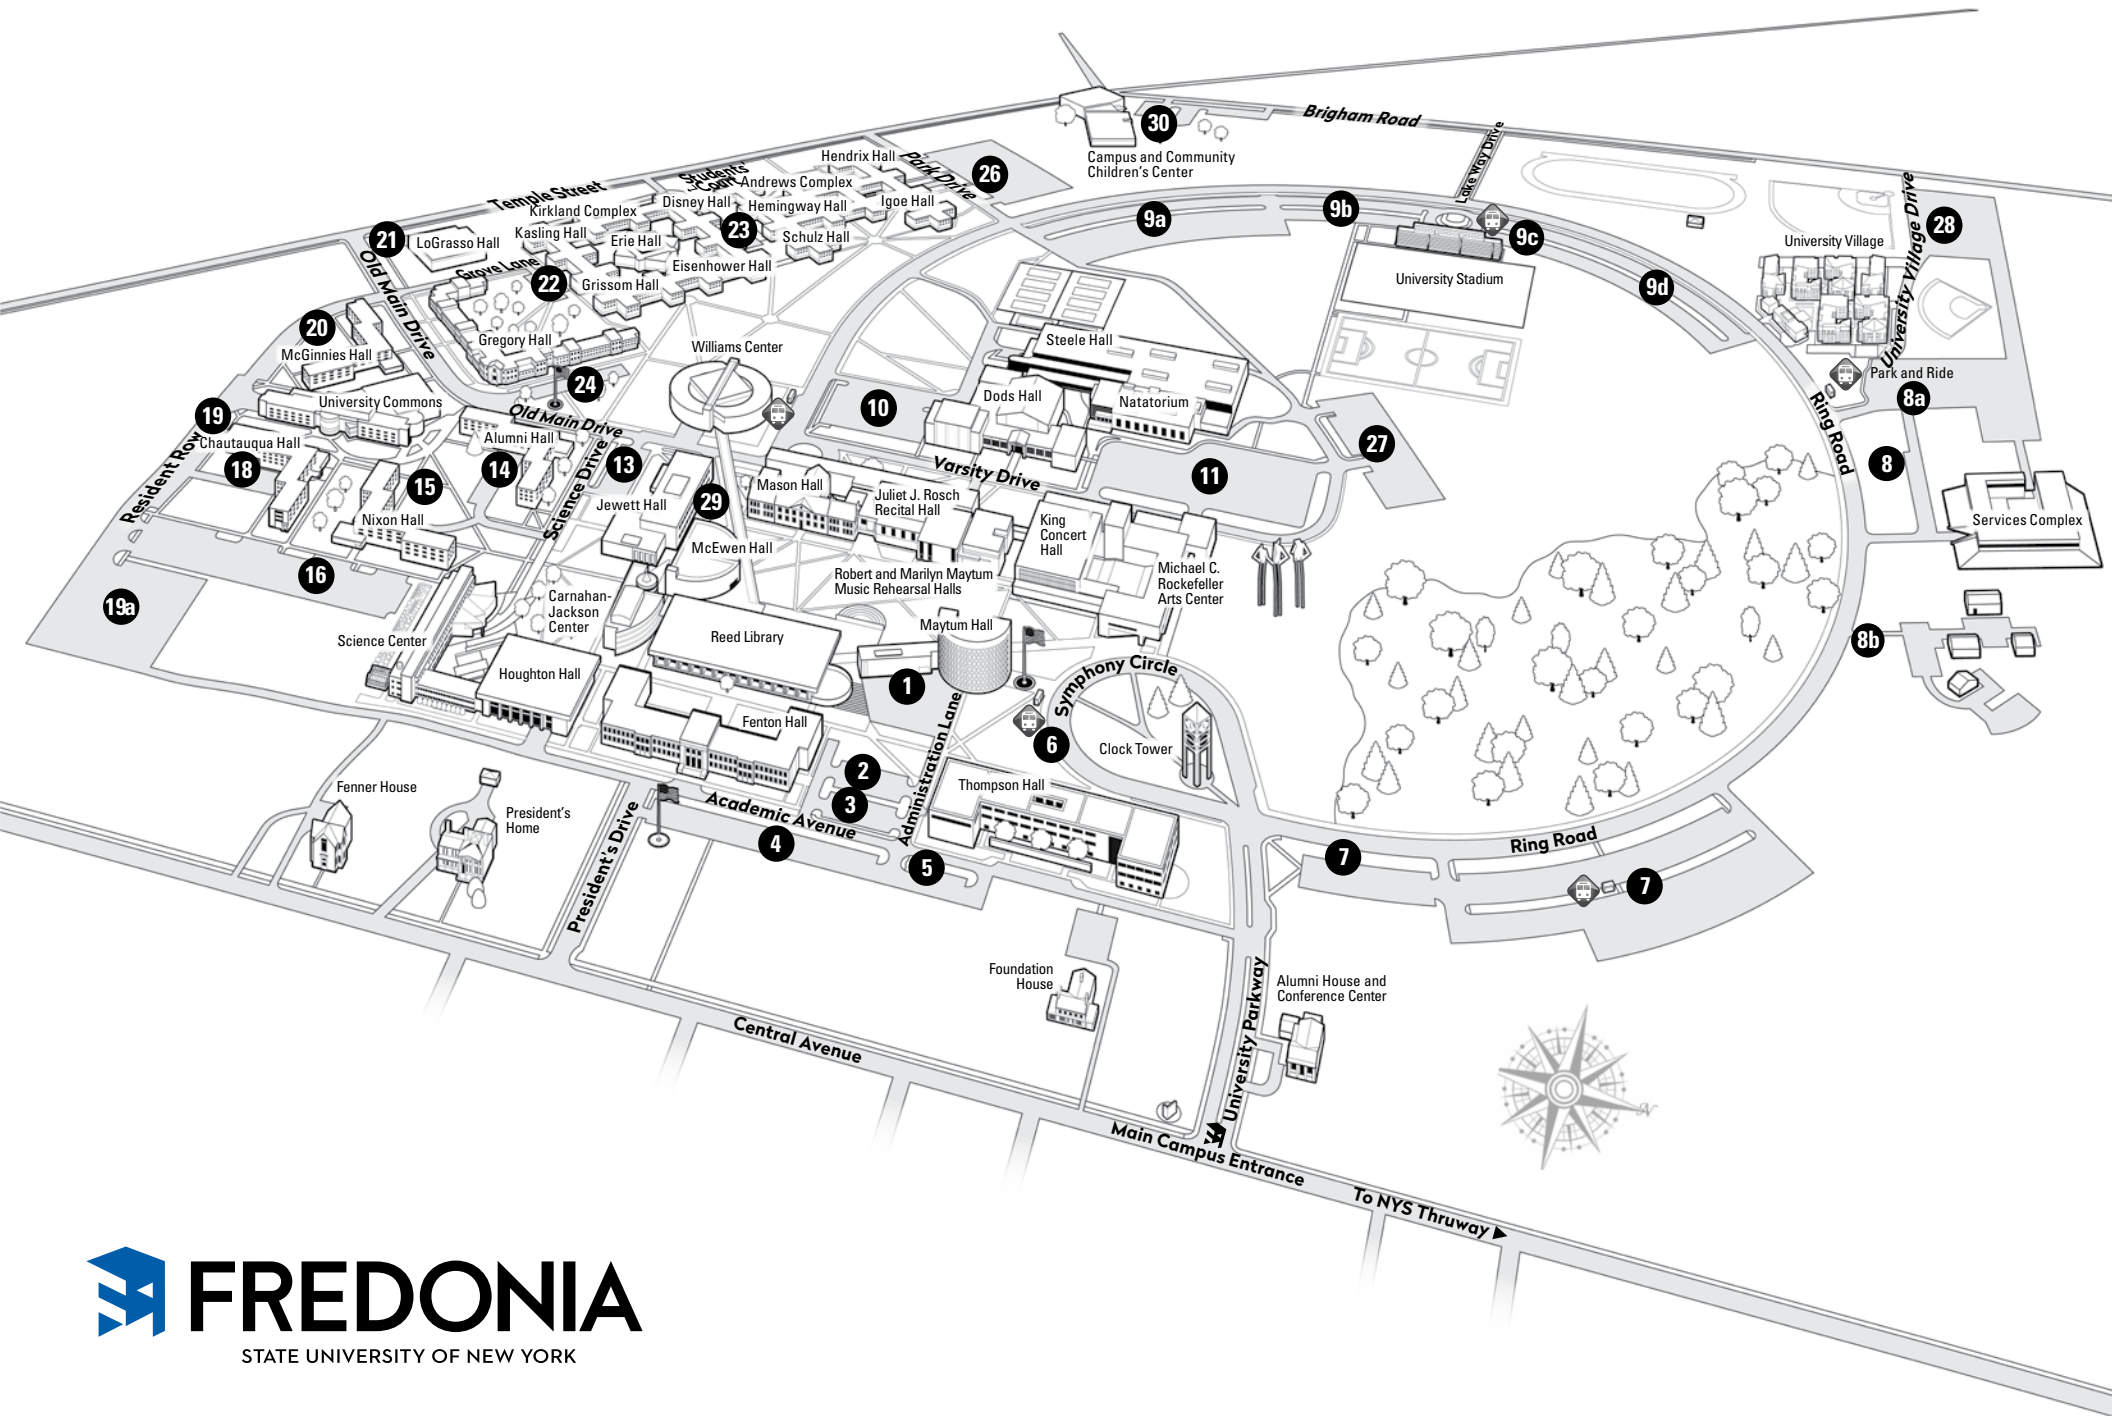 Brigham Road
30
Campus and Community
Children's Center
Lake Way Drive
Hendrix Hall
Park Drive
26
Students'
Court
Andrews Complex
Temple Street
Disney Hall
Hemingway Hall
Igoe Hall
Kirkland Complex
23
Kasling Hall
Erie Hall
Schulz Hall
21
LoGrasso Hall
Grove Lane
Eisenhower Hall
22
Grissom Hall
Old Main Drive
9a
9b
9c
9d
University Stadium
University Village
University Village Drive
28
20
McGinnies Hall
Gregory Hall
24
Williams Center
Steele Hall
Park and Ride
8a
Ring Road
8
University Commons
Old Main Drive
10
Dods Hall
Natatorium
27
19
Chautauqua Hall
18
Resident Row
Alumni Hall
14
15
Science Drive
13
Varsity Drive
11
Mason Hall
Juliet J. Rosch
Recital Hall
29
Jewett Hall
Nixon Hall
King
Concert
Hall
Services Complex
McEwen Hall
Robert and Marilyn Maytum
Music Rehearsal Halls
Michael C.
Rockefeller
Arts Center
16
19a
Carnahan-
Jackson
Center
Science Center
Reed Library
Maytum Hall
8b
Houghton Hall
1
Symphony Circle
Fenton Hall
6
Clock Tower
Administration Lane
2
3
Thompson Hall
Fenner House
President's
Home
President's Drive
Academic Avenue
4
5
7
Ring Road
7
Foundation
House
Alumni House and
Conference Center
University Parkway
Central Avenue
N
Main Campus Entrance
To NYS Thruway
FREDONIA
STATE UNIVERSITY OF NEW YORK